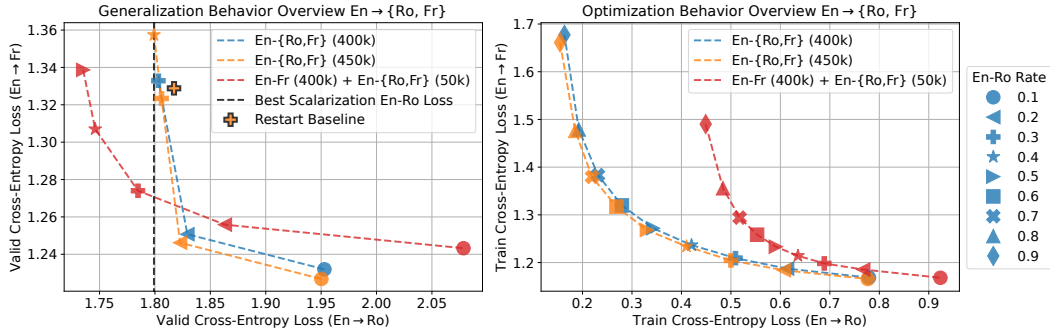 Generalization Behavior Overview En→{Ro, Fr}
Valid Cross-Entropy Loss (En→Fr)
1.36
1.34
1.32
1.30
1.28
1.26
1.24
En-{Ro,Fr} (400k)
En-{Ro,Fr} (450k)
En-Fr (400k) + En-{Ro,Fr} (50k)
Best Scalarization En-Ro Loss
Restart Baseline
1.75 1.80 1.85 1.90 1.95 2.00 2.05
Valid Cross-Entropy Loss (En→Ro)
Optimization Behavior Overview En→{Ro, Fr}
Train Cross-Entropy Loss (En→Fr)
1.7
1.6
1.5
1.4
1.3
1.2
En-{Ro,Fr} (400k)
En-{Ro,Fr} (450k)
En-Fr (400k) + En-{Ro,Fr} (50k)
0.1 0.2 0.3 0.4 0.5 0.6 0.7 0.8 0.9
Train Cross-Entropy Loss (En→Ro)
En-Ro Rate
0.1
0.2
0.3
0.4
0.5
0.6
0.7
0.8
0.9